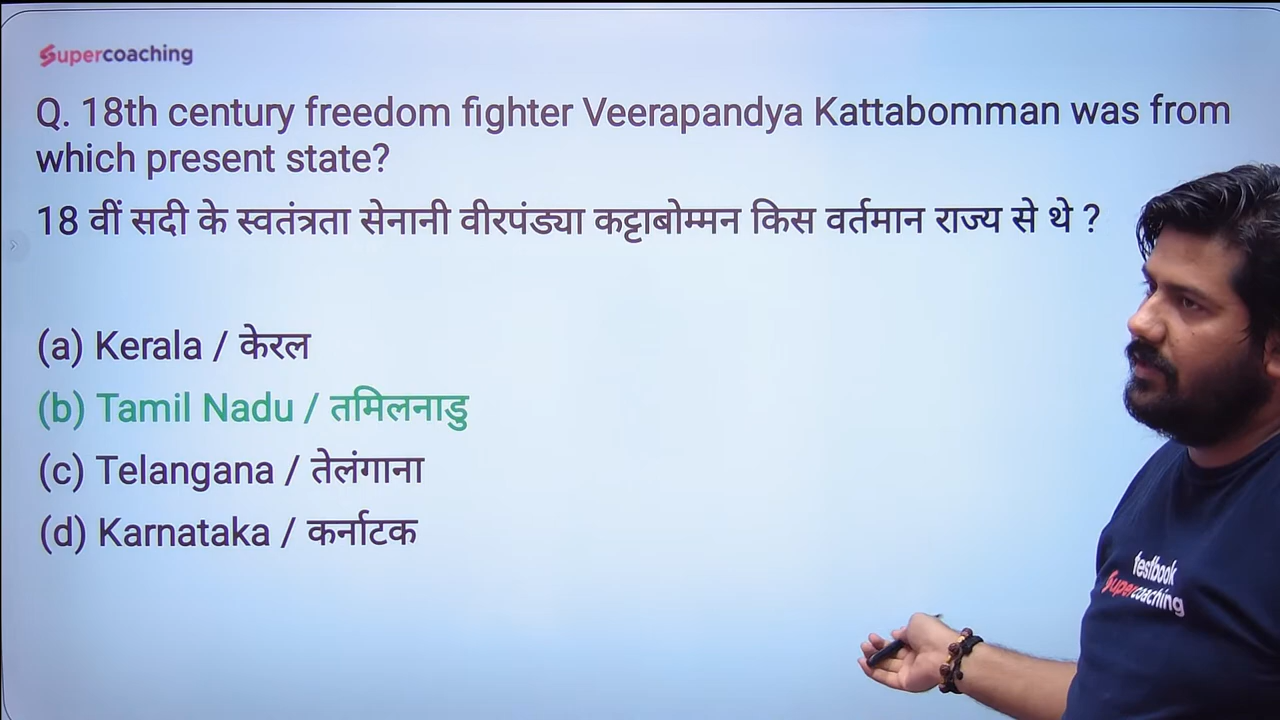 Supercoaching
Q. 18th century freedom fighter Veerapandya Kattabomman was from
which present state?
18 वीं सदी के स्वतंत्रता सेनानी वीरपंड्या कट्टाबोम्मन किस वर्तमान राज्य से थे ?
(a) Kerala / केरल
(b) Tamil Nadu / तमिलनाडु
(c) Telangana / तेलंगाना
(d) Karnataka / कर्नाटक
testbook
Supercoaching